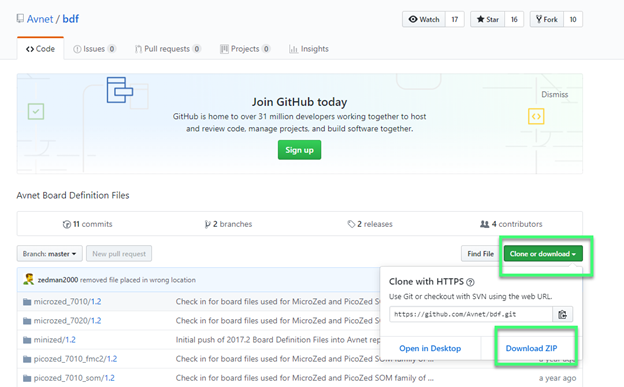 Avnet / bdf
Watch 17 Star 16 Fork 10
Code Issues 0 Pull requests 0 Projects 0 Insights
Join GitHub today
Dismiss
GitHub is home to over 31 million developers working together to host
and review code, manage projects, and build software together.
Sign up
Avnet Board Definition Files
11 commits 2 branches 2 releases 4 contributors
Branch: master New pull request Find File Clone or download
zedman2000 removed file placed in wrong location
Clone with HTTPS
Use Git or checkout with SVN using the web URL.
https://github.com/Avnet/bdf.git
Open in Desktop Download ZIP
microzed_7010/1.2 Check in for board files used for MicroZed and PicoZed SOM
microzed_7020/1.2 Check in for board files used for MicroZed and PicoZed SOM
minized/1.2 Initial push of 2017.2 Board Definition Files into Avnet
picozed_7010_fmc2/1.2 Check in for board files used for MicroZed and PicoZed SOM family of a year ago
picozed_7010_som/1.2 Check in for board files used for MicroZed and PicoZed SOM family of ... a year ago